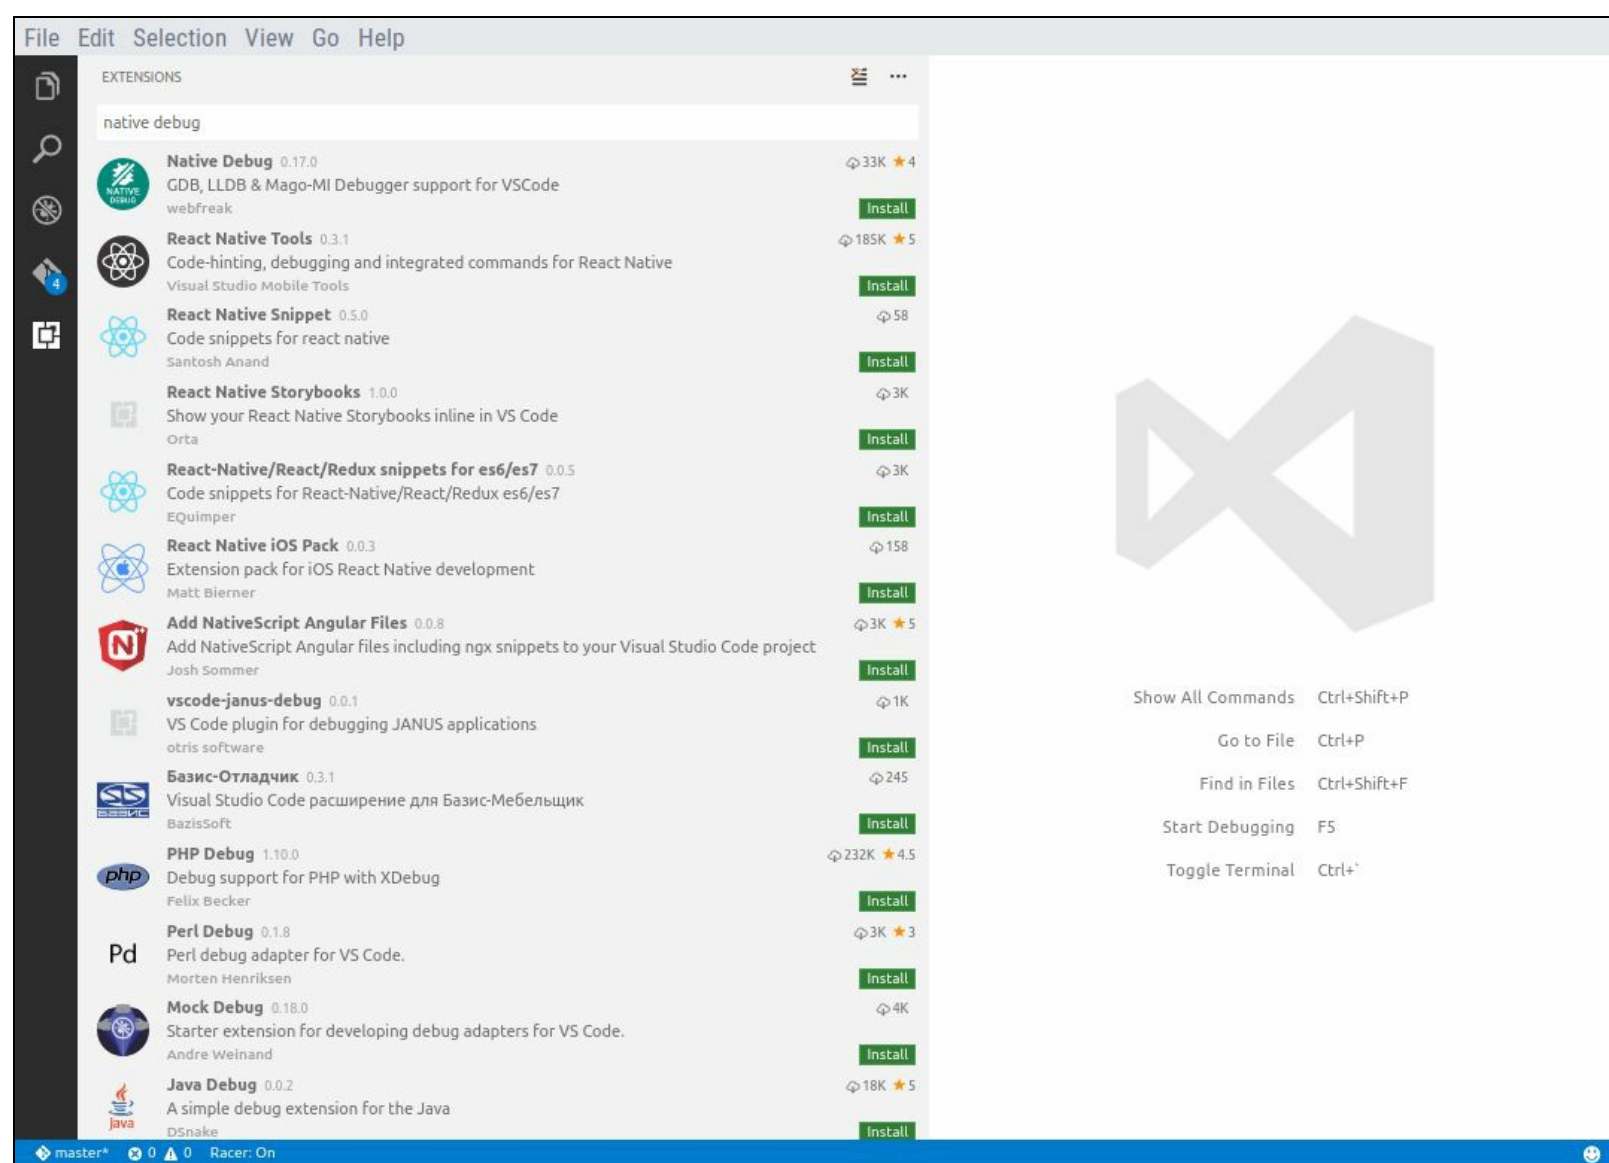 File Edit Selection View Go Help
EXTENSIONS
native debug
Native Debug 0.17.0 33K ★4
GDB, LLDB & Mago-MI Debugger support for VSCode
webfreak Install
NATIVE
DEBUG
React Native Tools 0.3.1 185K ★5
Code-hinting, debugging and integrated commands for React Native
Visual Studio Mobile Tools Install
4
React Native Snippet 0.5.0 58
Code snippets for react native
Santosh Anand Install
React Native Storybooks 1.0.0 3K
Show your React Native Storybooks inline in VS Code
Orta Install
React-Native/React/Redux snippets for es6/es7 0.0.5 3K
Code snippets for React-Native/React/Redux es6/es7
EQuimper Install
React Native iOS Pack 0.0.3 158
Extension pack for iOS React Native development
Matt Bierner Install
Add NativeScript Angular Files 0.0.8 3K ★5
Add NativeScript Angular files including ngx snippets to your Visual Studio Code project
Josh Sommer Install
N++
vscode-janus-debug 0.0.1 1K
VS Code plugin for debugging JANUS applications
otris software Install
Базис-Отладчик 0.3.1 245
Visual Studio Code расширение для Базис-Мебельщик
BazisSoft Install
БАЗИС
PHP Debug 1.10.0 232K ★4.5
php Debug support for PHP with XDebug
Felix Becker Install
Perl Debug 0.1.8 3K ★3
Pd Perl debug adapter for VS Code.
Morten Henriksen Install
Mock Debug 0.18.0 4K
Starter extension for developing debug adapters for VS Code.
Andre Weinand Install
Java Debug 0.0.2 18K ★5
A simple debug extension for the Java
Java
DSnake Install
Show All Commands Ctrl+Shift+P
Go to File Ctrl+P
Find in Files Ctrl+Shift+F
Start Debugging F5
Toggle Terminal Ctrl+`
master* 0 0 Racer: On